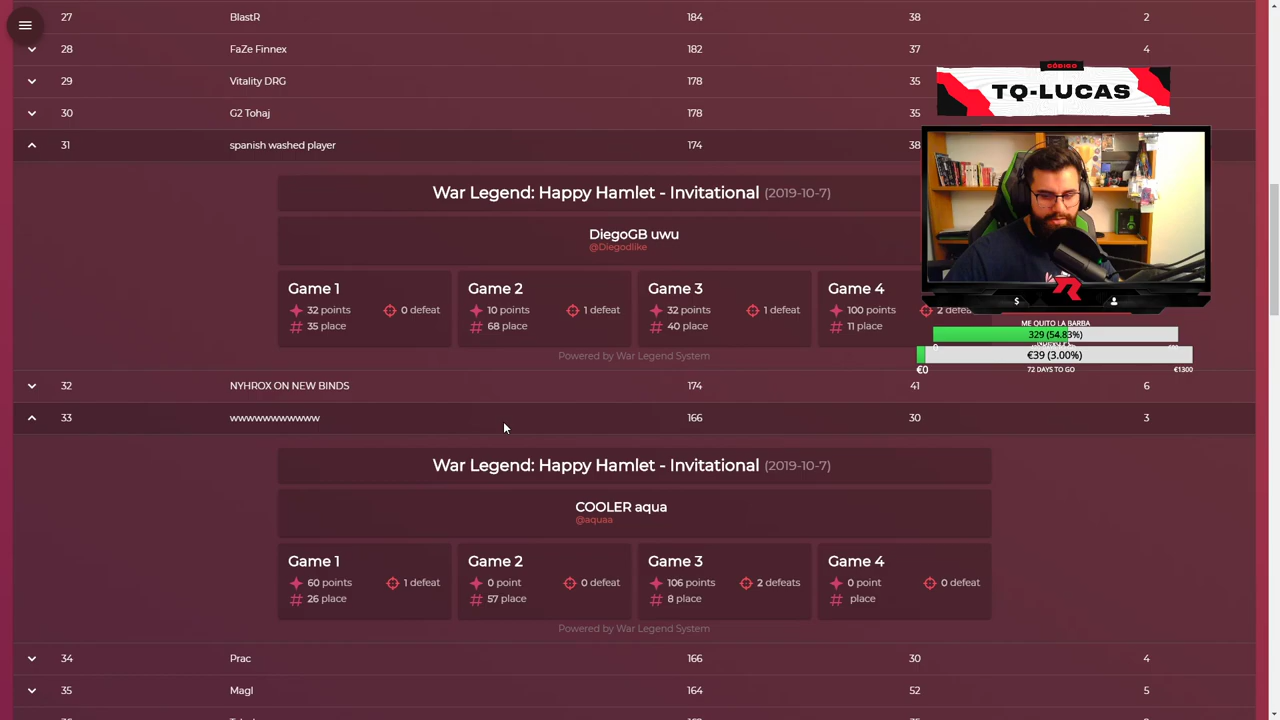 27 BlastR 184 38 2
28 FaZe Finnex 182 37 4
29 Vitality DRG 178 35
30 G2 Tohaj 178 35
31 spanish washed player 174 38
CÓDIGO
TQ-LUCAS
War Legend: Happy Hamlet - Invitational (2019-10-7)
DiegoGB uwu
@Diegodlike
Game 1 Game 2 Game 3 Game 4
32 points 0 defeat 10 points 1 defeat 32 points 1 defeat 100 points 2
35 place 68 place 40 place 11 place
Powered by War Legend System
$
ME QUITO LA BARBA
329 (54.83%)
€39 (3.00%)
€0 72 DAYS TO GO €1300
32 NYHROX ON NEW BINDS 174 41 6
33 wwwwwwwwwww 166 30 3
War Legend: Happy Hamlet - Invitational (2019-10-7)
COOLER aqua
@aquaa
Game 1 Game 2 Game 3 Game 4
60 points 1 defeat 0 point 0 defeat 106 points 2 defeats 0 point 0 defeat
26 place 57 place 8 place place
Powered by War Legend System
34 Prac 166 30 4
35 Magl 164 52 5